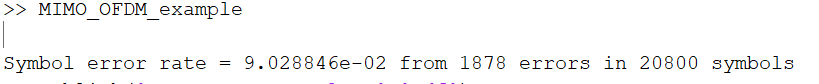 >> MIMO_OFDM_example
Symbol error rate = 9.028846e-02 from 1878 errors in 20800 symbols